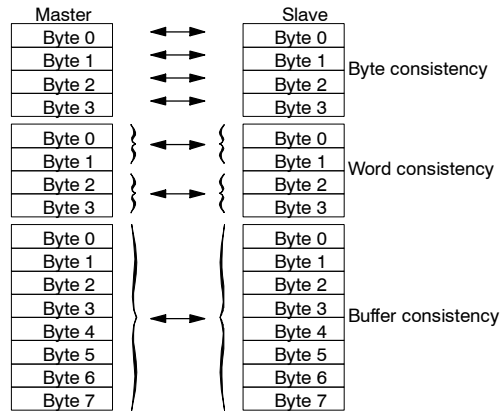 Master Slave
Byte 0 Byte 0
Byte 1 Byte 1
Byte 2 Byte 2
Byte 3 Byte 3
Byte consistency
Byte 0 Byte 0
Byte 1 Byte 1
Byte 2 Byte 2
Byte 3 Byte 3
Word consistency
Byte 0 Byte 0
Byte 1 Byte 1
Byte 2 Byte 2
Byte 3 Byte 3
Byte 4 Byte 4
Byte 5 Byte 5
Byte 6 Byte 6
Byte 7 Byte 7
Buffer consistency